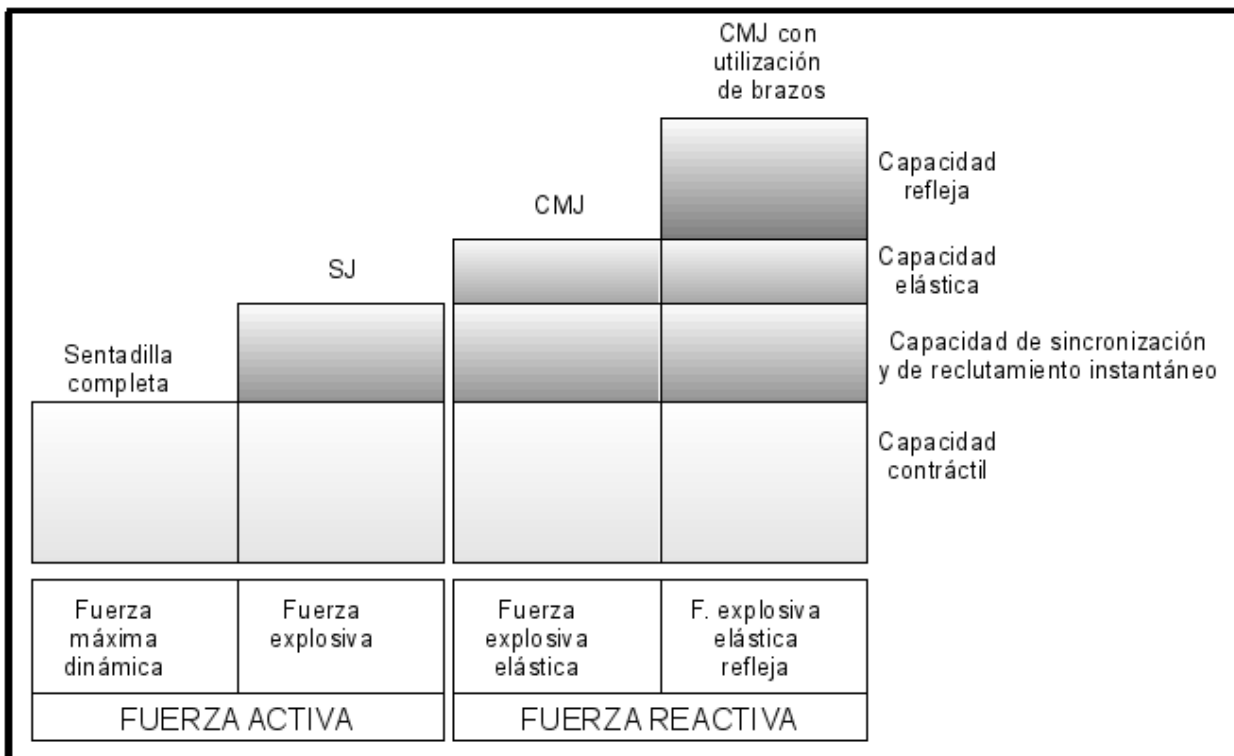 CMJ con
utilización
de brazos
Capacidad
refleja
CMJ
Capacidad
elástica
SJ
Capacidad de sincronización
y de reclutamiento instantáneo
Sentadilla
completa
Capacidad
contráctil
Fuerza
máxima
dinámica
Fuerza
explosiva
Fuerza
explosiva
elástica
F. explosiva
elástica
refleja
FUERZA ACTIVA
FUERZA REACTIVA